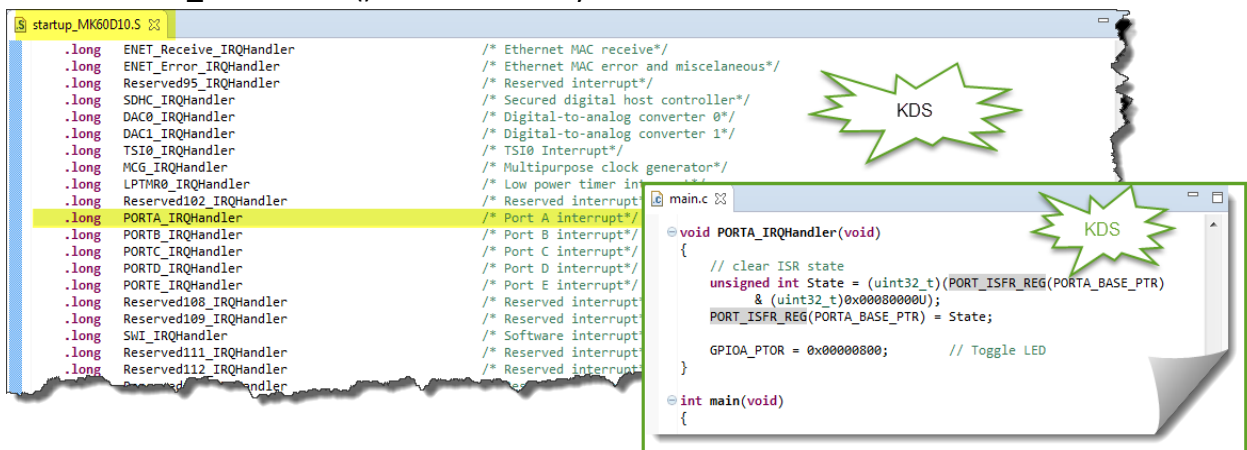 startup_MK60D10.S
.long ENET_Receive_IRQHandler /* Ethernet MAC receive*/
.long ENET_Error_IRQHandler /* Ethernet MAC error and miscelaneous*/
.long Reserved95_IRQHandler /* Reserved interrupt*/
.long SDHC_IRQHandler /* Secured digital host controller*/
.long DAC0_IRQHandler /* Digital-to-analog converter 0*/
.long DAC1_IRQHandler /* Digital-to-analog converter 1*/
.long TSI0_IRQHandler /* TSI0 Interrupt*/
.long MCG_IRQHandler /* Multipurpose clock generator*/
.long LPTMR0_IRQHandler /* Low power timer
.long Reserved102_IRQHandler /* Reserved interrupt
.long PORTA_IRQHandler /* Port A interrupt*/
.long PORTB_IRQHandler /* Port B interrupt*/
.long PORTC_IRQHandler /* Port C interrupt*/
.long PORTD_IRQHandler /* Port D interrupt*/
.long PORTE_IRQHandler /* Port E interrupt*/
.long Reserved108_IRQHandler /* Reserved interrupt
.long Reserved109_IRQHandler /* Reserved interrupt
.long SWI_IRQHandler /* Software interrupt
.long Reserved111_IRQHandler /* Reserved interrupt
.long Reserved112_IRQHandler /* Reserved interrupt
KDS
main.c
KDS
void PORTA_IRQHandler(void)
{
// clear ISR state
unsigned int State = (uint32_t)(PORT_ISFR_REG(PORTA_BASE_PTR)
& (uint32_t)0x00080000U);
PORT_ISFR_REG(PORTA_BASE_PTR) = State;
GPIOA_PTOR = 0x00000800; // Toggle LED
}
int main(void)
{